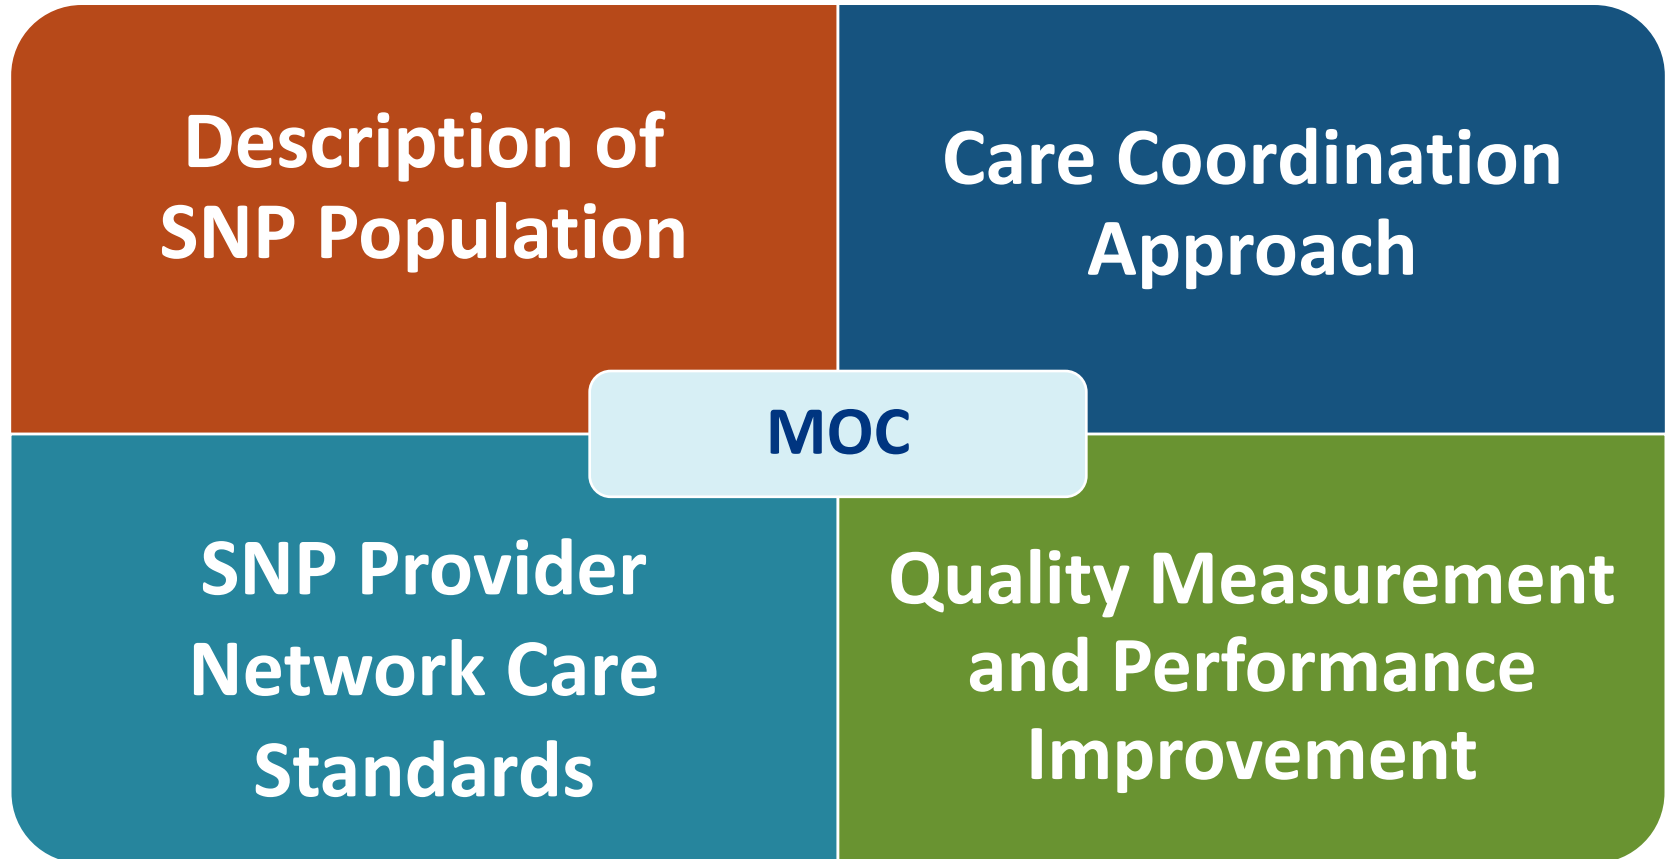 Description of
SNP Population
Care Coordination
Approach
MOC
SNP Provider
Network Care
Standards
Quality Measurement
and Performance
Improvement